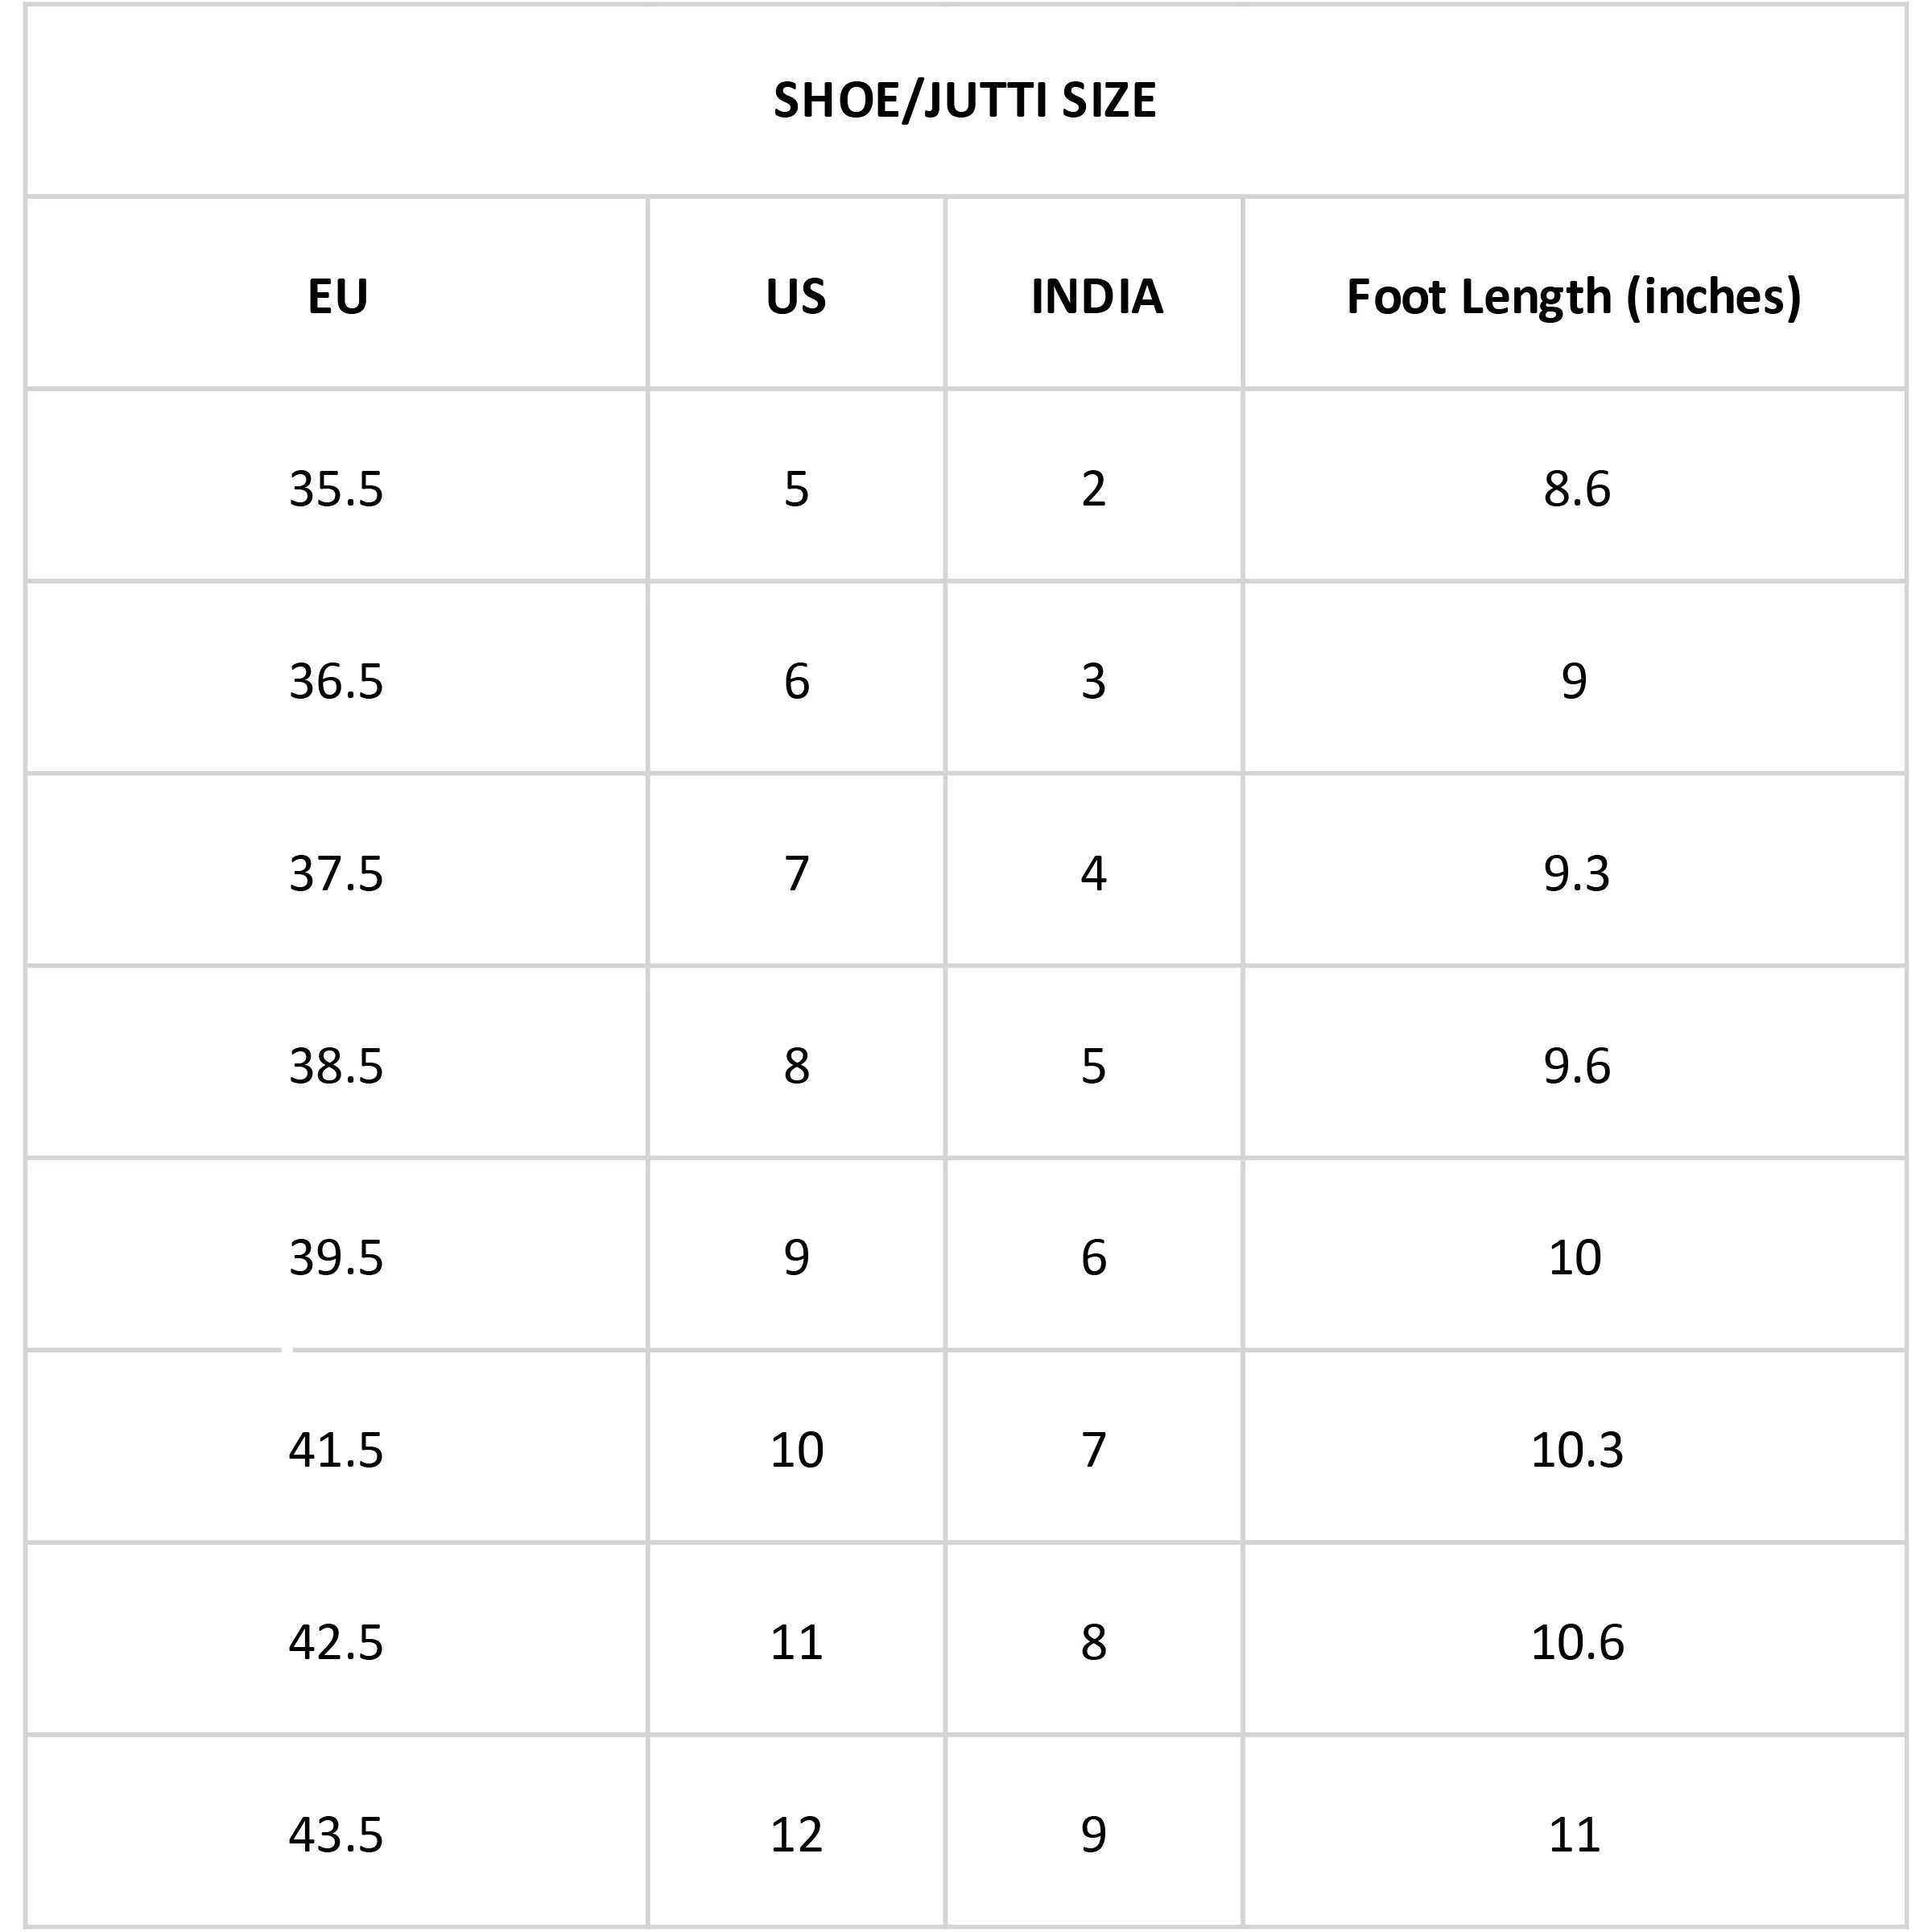 SHOE/JUTTI SIZE
EU US INDIA Foot Length (inches)
35.5 5 2 8.6
36.5 6 3 9
37.5 7 4 9.3
38.5 8 5 9.6
39.5 9 6 10
41.5 10 7 10.3
42.5 11 8 10.6
43.5 12 9 11